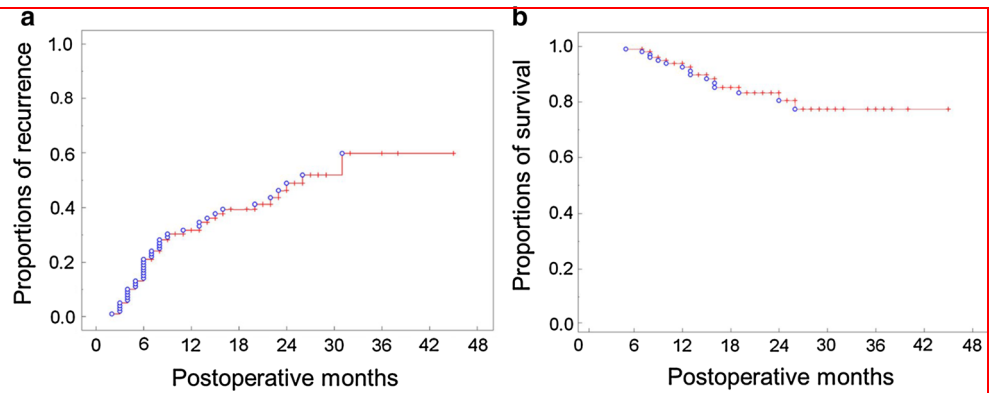 a
Proportions of recurrence
1.0
0.8
0.6
0.4
0.2
0.0
0 6 12 18 24 30 36 42 48
Postoperative months
b
Proportions of survival
1.0
0.8
0.6
0.4
0.2
0.0
0 6 12 18 24 30 36 42 48
Postoperative months